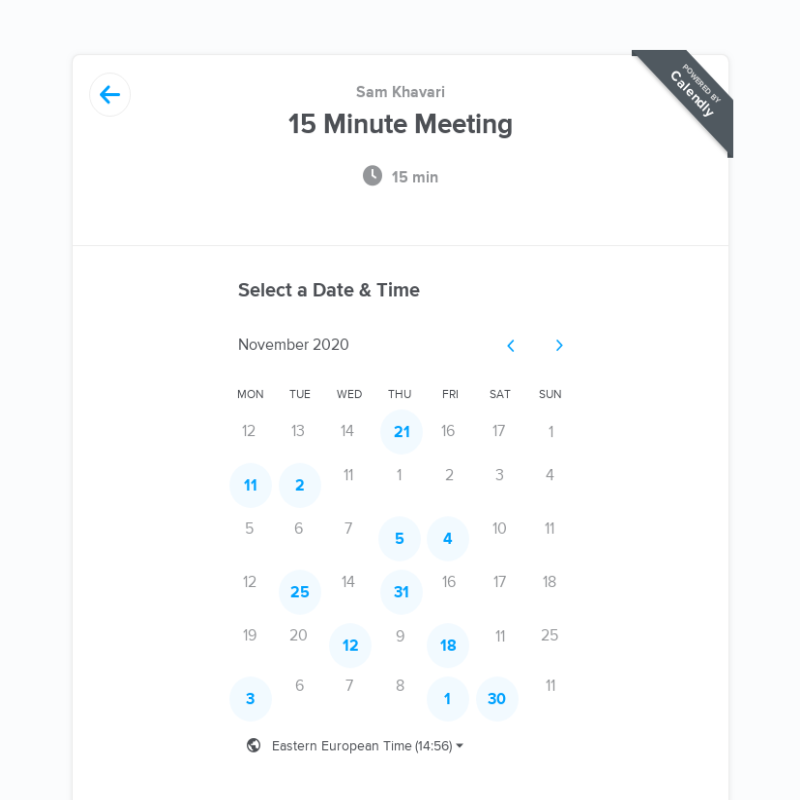 POWERED BY
Calendly
Sam Khavari
15 Minute Meeting
15 min
Select a Date & Time
November 2020
MON TUE WED THU FRI SAT SUN
12 13 14 21 16 17 1
11 2 11 1 2 3 4
5 6 7 5 4 10 11
12 25 14 31 16 17 18
19 20 12 9 18 11 25
3 6 7 8 1 30 11
Eastern European Time (14:56)